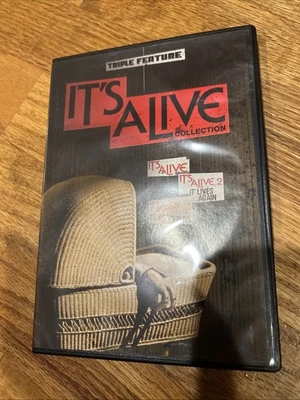 TRIPLE FEATURE
IT'S
ALIVE
COLLECTION
IT'S ALIVE
IT'S ALIVE 2
IT LIVES
AGAIN